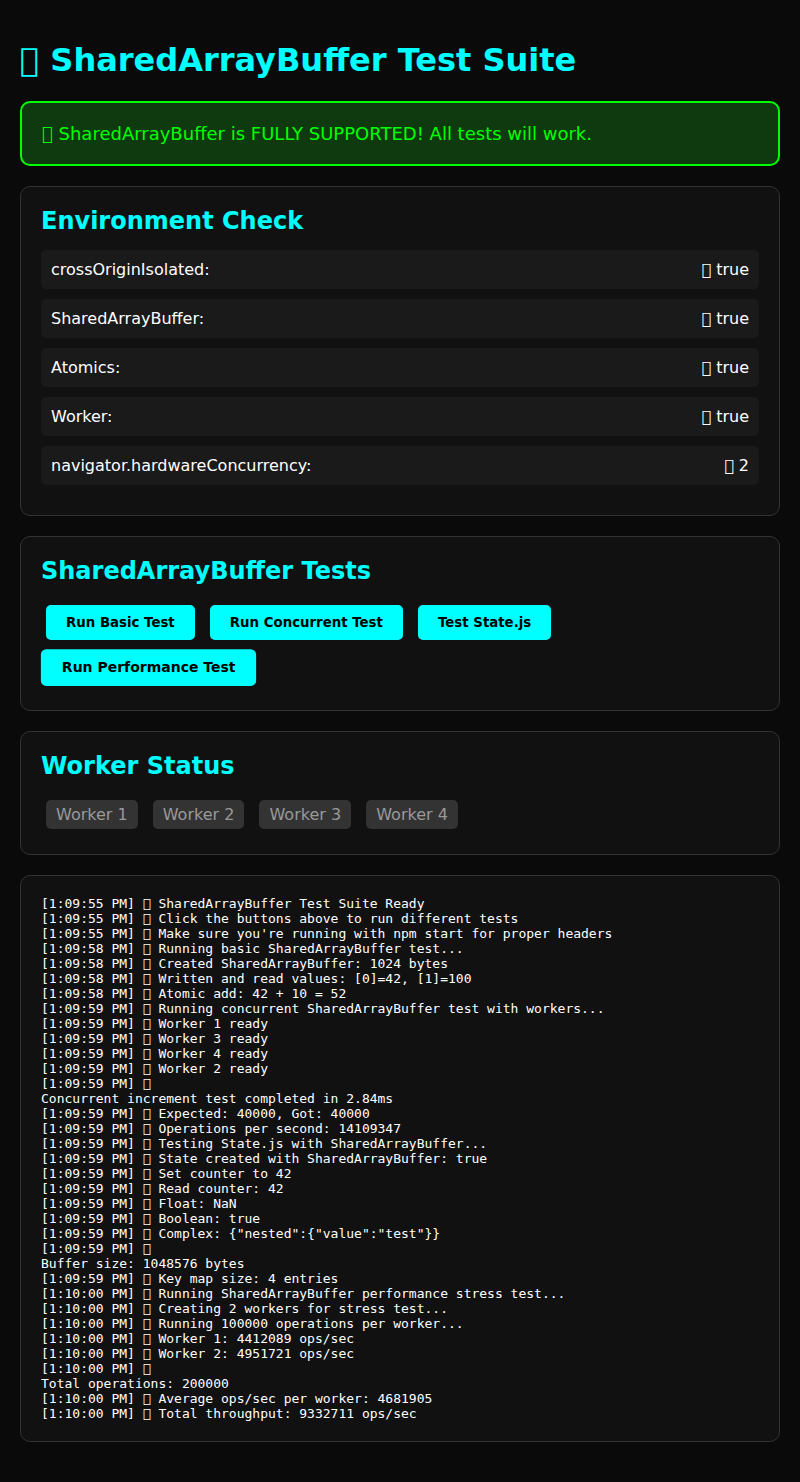 SharedArrayBuffer Test Suite
SharedArrayBuffer is FULLY SUPPORTED! All tests will work.
Environment Check
crossOriginIsolated: true
SharedArrayBuffer: true
Atomics: true
Worker: true
navigator.hardwareConcurrency: 2
SharedArrayBuffer Tests
Run Basic Test Run Concurrent Test Test State.js
Run Performance Test
Worker Status
Worker 1 Worker 2 Worker 3 Worker 4
[1:09:55 PM] SharedArrayBuffer Test Suite Ready
[1:09:55 PM] Click the buttons above to run different tests
[1:09:55 PM] Make sure you're running with npm start for proper headers
[1:09:58 PM] Running basic SharedArrayBuffer test...
[1:09:58 PM] Created SharedArrayBuffer: 1024 bytes
[1:09:58 PM] Written and read values: [0]=42, [1]=100
[1:09:58 PM] Atomic add: 42 + 10 = 52
[1:09:59 PM] Running concurrent SharedArrayBuffer test with workers...
[1:09:59 PM] Worker 1 ready
[1:09:59 PM] Worker 3 ready
[1:09:59 PM] Worker 4 ready
[1:09:59 PM] Worker 2 ready
[1:09:59 PM]
Concurrent increment test completed in 2.84ms
[1:09:59 PM] Expected: 40000, Got: 40000
[1:09:59 PM] Operations per second: 14109347
[1:09:59 PM] Testing State.js with SharedArrayBuffer...
[1:09:59 PM] State created with SharedArrayBuffer: true
[1:09:59 PM] Set counter to 42
[1:09:59 PM] Read counter: 42
[1:09:59 PM] Float: NaN
[1:09:59 PM] Boolean: true
[1:09:59 PM] Complex: {"nested":{"value":"test"}}
[1:09:59 PM]
Buffer size: 1048576 bytes
[1:09:59 PM] Key map size: 4 entries
[1:10:00 PM] Running SharedArrayBuffer performance stress test...
[1:10:00 PM] Creating 2 workers for stress test...
[1:10:00 PM] Running 100000 operations per worker...
[1:10:00 PM] Worker 1: 4412089 ops/sec
[1:10:00 PM] Worker 2: 4951721 ops/sec
[1:10:00 PM]
Total operations: 200000
[1:10:00 PM] Average ops/sec per worker: 4681905
[1:10:00 PM] Total throughput: 9332711 ops/sec